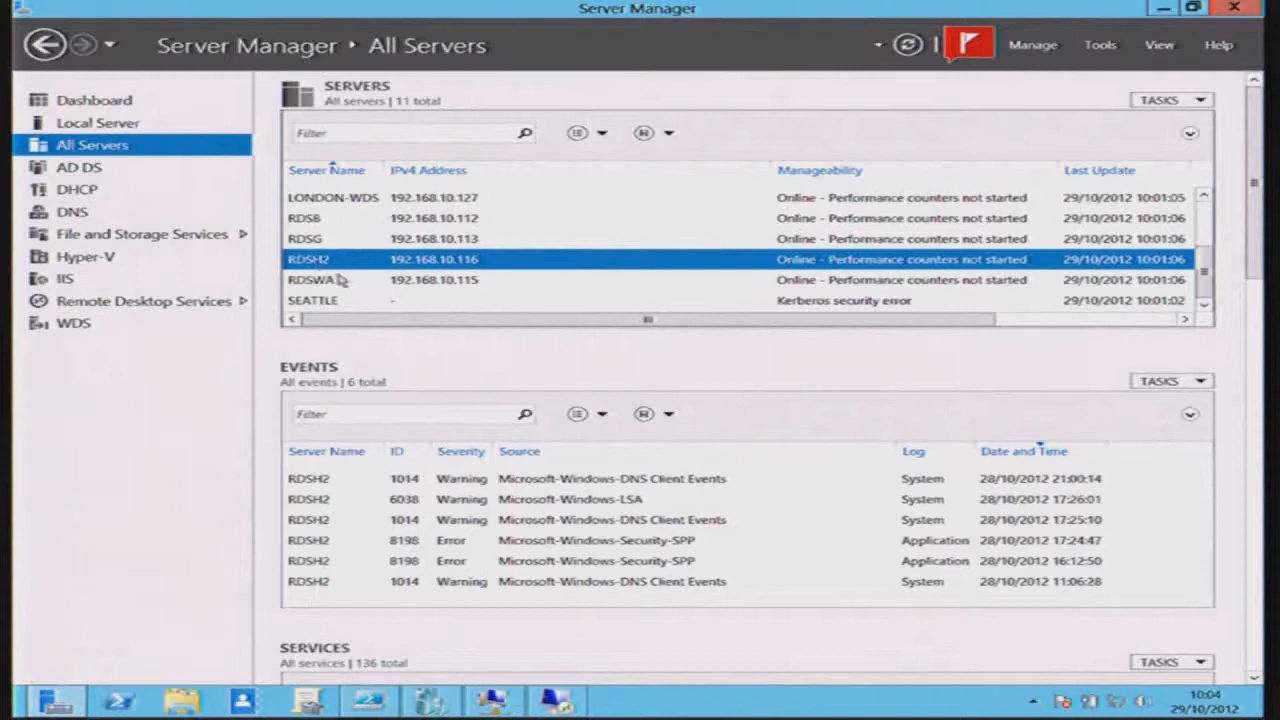 Server Manager
Server Manager ▸ All Servers
Manage Tools View Help
Dashboard
Local Server
All Servers
AD DS
DHCP
DNS
File and Storage Services
Hyper-V
IIS
Remote Desktop Services
WDS
SERVERS
All servers | 11 total
TASKS
Filter
Server Name IPv4 Address Manageability Last Update
LONDON-WDS 192.168.10.127 Online - Performance counters not started 29/10/2012 10:01:05
RDSB 192.168.10.112 Online - Performance counters not started 29/10/2012 10:01:06
RDSG 192.168.10.113 Online - Performance counters not started 29/10/2012 10:01:06
RDSH2 192.168.10.116 Online - Performance counters not started 29/10/2012 10:01:06
RDSWA 192.168.10.115 Online - Performance counters not started 29/10/2012 10:01:06
SEATTLE - Kerberos security error 29/10/2012 10:01:02
EVENTS
All events | 6 total
TASKS
Filter
Server Name ID Severity Source Log Date and Time
RDSH2 1014 Warning Microsoft-Windows-DNS Client Events System 28/10/2012 21:00:14
RDSH2 6038 Warning Microsoft-Windows-LSA System 28/10/2012 17:26:01
RDSH2 1014 Warning Microsoft-Windows-DNS Client Events System 28/10/2012 17:25:10
RDSH2 8198 Error Microsoft-Windows-Security-SPP Application 28/10/2012 17:24:47
RDSH2 8198 Error Microsoft-Windows-Security-SPP Application 28/10/2012 16:12:50
RDSH2 1014 Warning Microsoft-Windows-DNS Client Events System 28/10/2012 11:06:28
SERVICES
All services | 136 total
TASKS
10:04
29/10/2012